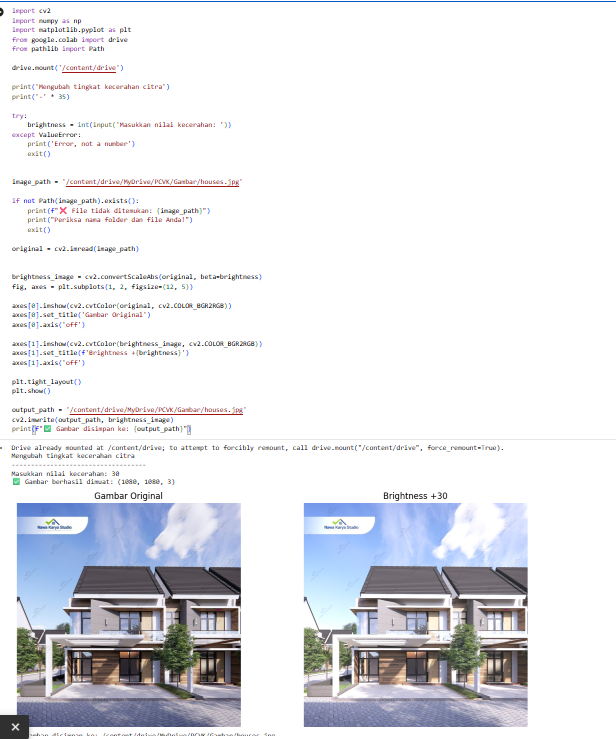 import cv2
import numpy as np
import matplotlib.pyplot as plt
from google.colab import drive
from pathlib import Path
drive.mount('/content/drive')
print('Mengubah tingkat kecerahan citra')
print('-' * 35)
try:
brightness = int(input('Masukkan nilai kecerahan: '))
except ValueError:
print('Error, not a number')
exit()
image_path = '/content/drive/MyDrive/PCVK/Gambar/houses.jpg'
if not Path(image_path).exists():
print(f"❌ File tidak ditemukan: {image_path}")
print("Periksa nama folder dan file Anda!")
exit()
original = cv2.imread(image_path)
brightness_image = cv2.convertScaleAbs(original, beta=brightness)
fig, axes = plt.subplots(1, 2, figsize=(12, 5))
axes[0].imshow(cv2.cvtColor(original, cv2.COLOR_BGR2RGB))
axes[0].set_title('Gambar Original')
axes[0].axis('off')
axes[1].imshow(cv2.cvtColor(brightness_image, cv2.COLOR_BGR2RGB))
axes[1].set_title(f'Brightness +{brightness}')
axes[1].axis('off')
plt.tight_layout()
plt.show()
output_path = '/content/drive/MyDrive/PCVK/Gambar/houses.jpg'
cv2.imwrite(output_path, brightness_image)
print(f"✅ Gambar disimpan ke: {output_path}")
Drive already mounted at /content/drive; to attempt to forcibly remount, call drive.mount("/content/drive", force_remount=True).
Mengubah tingkat kecerahan citra
-----------------------------------
Masukkan nilai kecerahan: 30
✅ Gambar berhasil dimuat: (1080, 1080, 3)
Gambar Original
Brightness +30
Nawa Karya Studio
Nawa Karya Studio
disimpan ke: /content/drive/MyDrive/PCVK/Gambar/houses.jpg